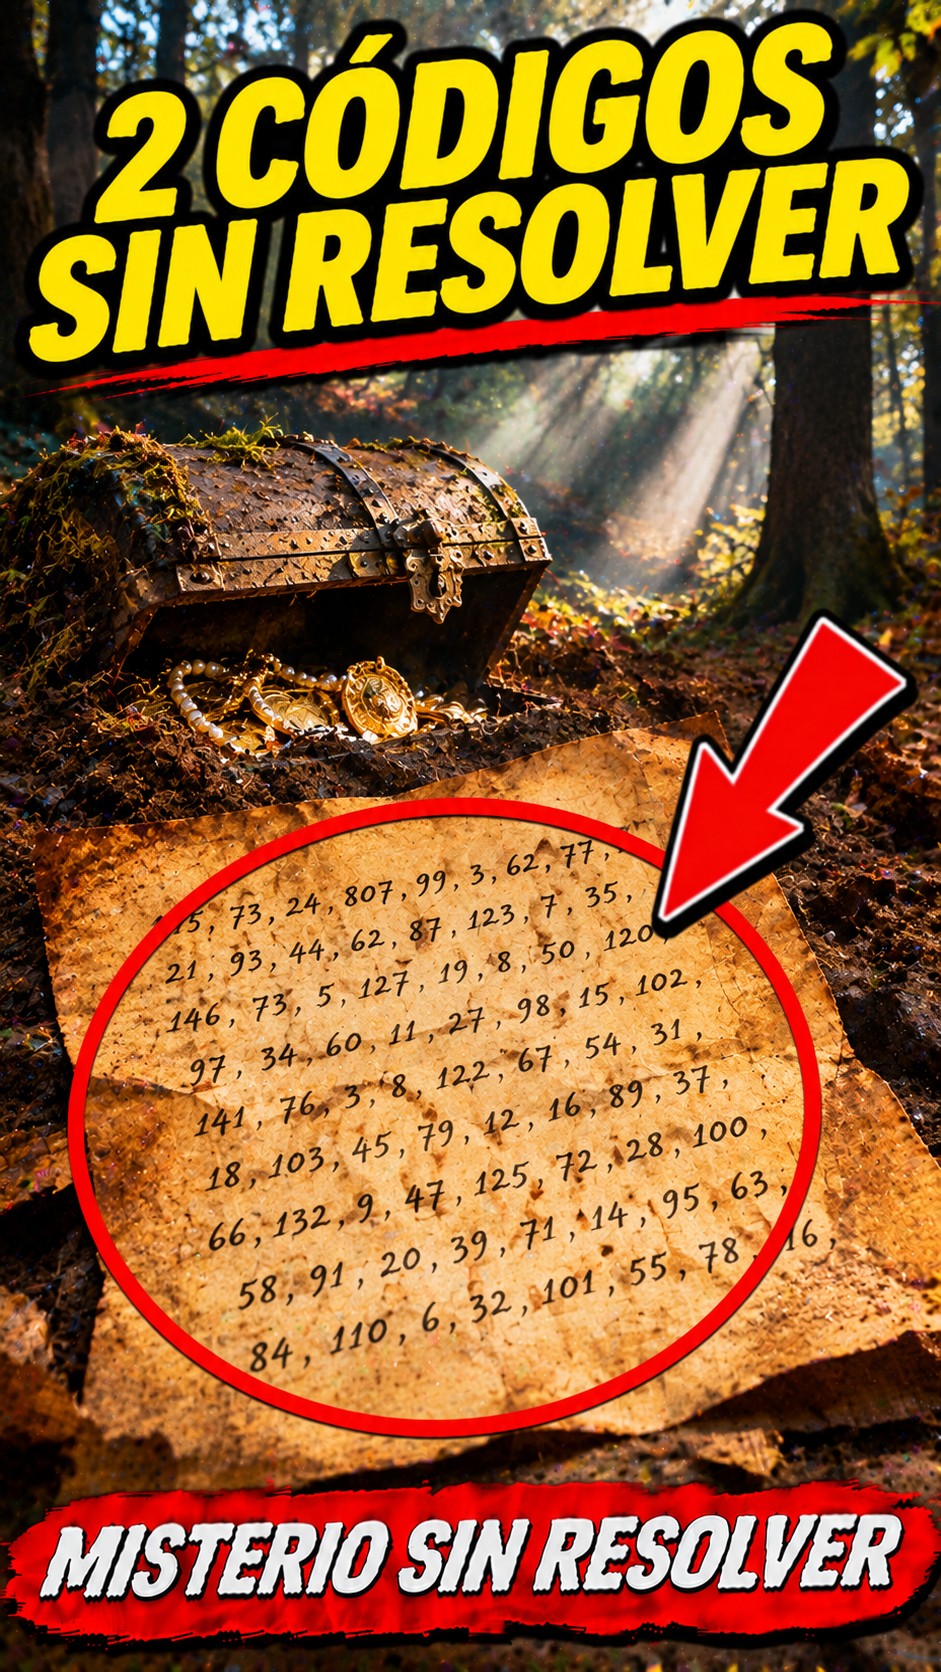 2 CÓDIGOS
SIN RESOLVER
73, 24, 807, 99, 3, 62, 77,
21, 93, 44, 62, 87, 123, 7, 35,
146, 73, 5, 127, 19, 8, 50, 120,
97, 34, 60, 11, 27, 98, 15, 102,
141, 76, 3, 8, 122, 67, 54, 31,
18, 103, 45, 79, 12, 16, 89, 37,
66, 132, 9, 47, 125, 72, 28, 100,
58, 91, 20, 39, 71, 14, 95, 63,
84, 110, 6, 32, 101, 55, 78, 16,
MISTERIO SIN RESOLVER